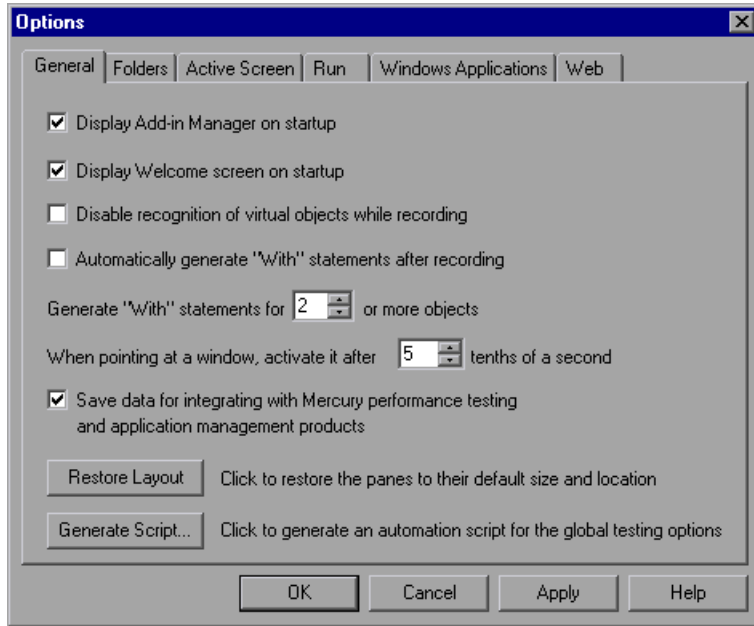 Options
General Folders Active Screen Run Windows Applications Web
Display Add-in Manager on startup
Display Welcome screen on startup
Disable recognition of virtual objects while recording
Automatically generate "With" statements after recording
Generate "With" statements for 2 or more objects
When pointing at a window, activate it after 5 tenths of a second
Save data for integrating with Mercury performance testing
and application management products
Restore Layout Click to restore the panes to their default size and location
Generate Script... Click to generate an automation script for the global testing options
OK Cancel Apply Help